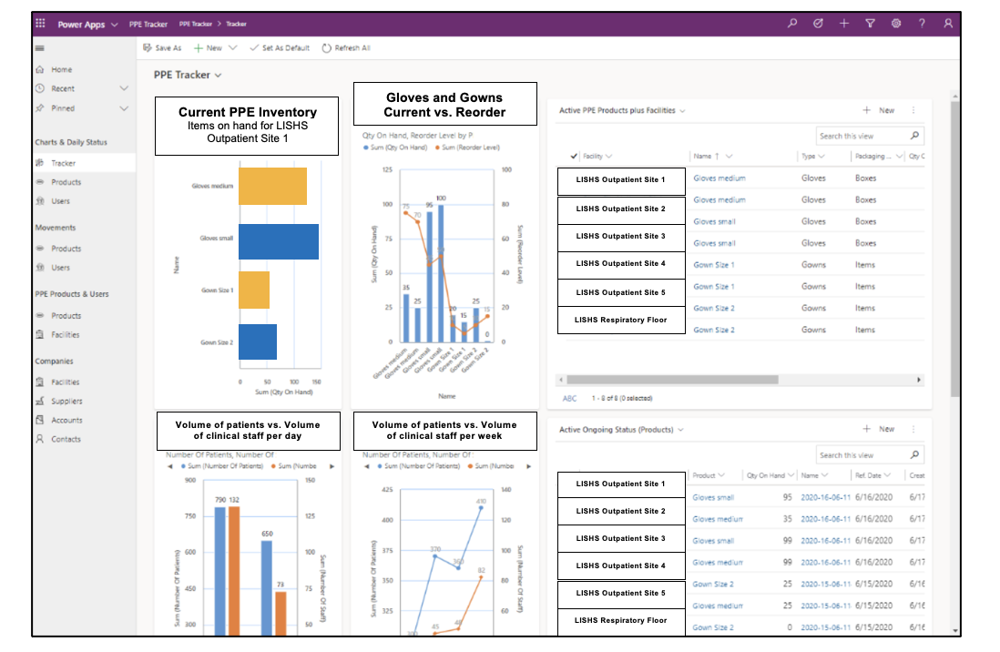 Power Apps PPE Tracker PPE Tracker > Tracker
Save As New Set As Default Refresh All
Home
Recent
Pinned
Charts & Daily Status
Tracker
Products
Users
Movements
Products
Users
PPE Products & Users
Products
Facilities
Companies
Facilities
Suppliers
Accounts
Contacts
PPE Tracker
Current PPE Inventory
Items on hand for LISHS
Outpatient Site 1
Gloves medium
Gloves small
Gown Size 1
Gown Size 2
Name
0 50 100 150
Sum (Qty On Hand)
Gloves and Gowns
Current vs. Reorder
Qty On Hand, Reorder Level by P
Sum (Qty On Hand) Sum (Reorder Level)
125 100
100 80
75 60
50 40
25 20
0 0
75 70 95 100
35 25 20 15 25 15 0
Sum (Qty On Hand)
Sum (Reorder Level)
Gloves medium
Gloves medium
Gloves small
Gloves small
Gown Size 1
Gown Size 1
Gown Size 2
Gown Size 2
Name
Active PPE Products plus Facilities
New
Search this view
Facility Name Type Packaging ... Qty C
LISHS Outpatient Site 1
LISHS Outpatient Site 2
LISHS Outpatient Site 3
LISHS Outpatient Site 4
LISHS Outpatient Site 5
LISHS Respiratory Floor
Gloves medium Gloves Boxes
Gloves medium Gloves Boxes
Gloves small Gloves Boxes
Gloves small Gloves Boxes
Gown Size 1 Gowns Items
Gown Size 1 Gowns Items
Gown Size 2 Gowns Items
Gown Size 2 Gowns Items
ABC 1 - 8 of 8 (0 selected)
Volume of patients vs. Volume
of clinical staff per day
Number Of Patients, Number Of
Sum (Number Of Patients) Sum (Numbe
900 150
750 125
600 100
450 75
300 50
790 132
650
73
Sum (Number Of Patients)
Sum (Number Of Staff)
Volume of patients vs. Volume
of clinical staff per week
Number Of Patients, Number Of
Sum (Number Of Patients) Sum (Numbe
425 140
400 120
375 100
350 80
325 60
410
370
82
45
Sum (Number Of Patients)
Sum (Number Of Staff)
Active Ongoing Status (Products)
New
Search this view
Product Qty On Hand Name Ref. Date Creat
LISHS Outpatient Site 1
LISHS Outpatient Site 2
LISHS Outpatient Site 3
LISHS Outpatient Site 4
LISHS Outpatient Site 5
LISHS Respiratory Floor
Gloves small 95 2020-16-06-11 6/16/2020 6/17
Gloves medium 35 2020-16-06-11 6/16/2020 6/17
Gloves small 99 2020-16-06-11 6/16/2020 6/17
Gloves medium 99 2020-16-06-11 6/16/2020 6/17
Gown Size 2 25 2020-15-06-11 6/15/2020 6/16
Gloves medium 25 2020-15-06-11 6/15/2020 6/16
Gown Size 2 0 2020-15-06-11 6/15/2020 6/16